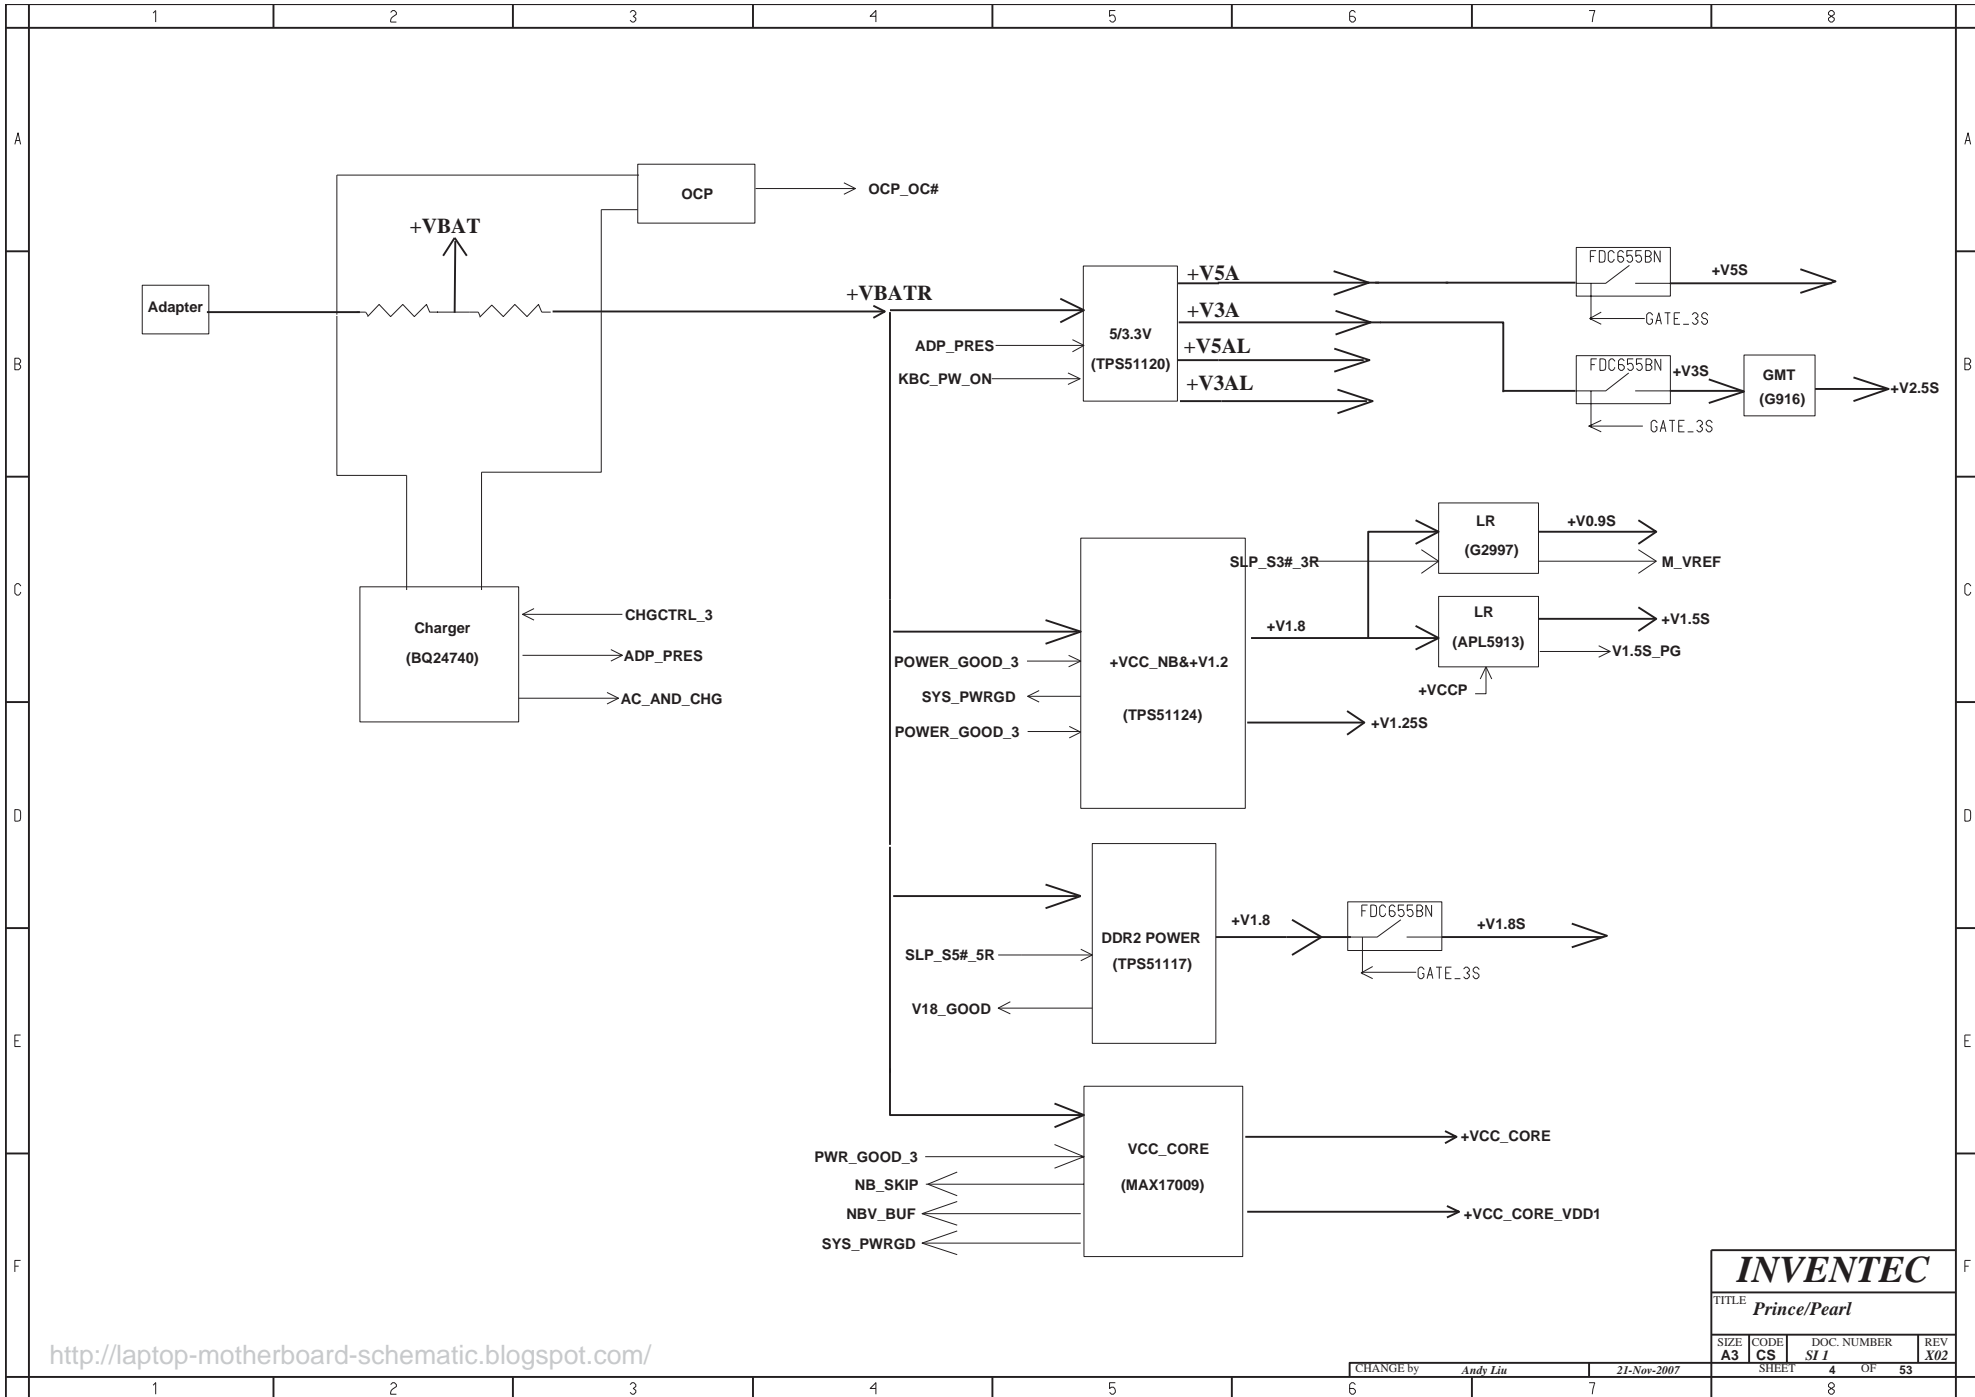 1 2 3 4 5 6 7 8
A A
OCP
OCP_OC#
+VBAT
Adapter
+VBATR
ADP_PRES
KBC_PW_ON
5/3.3V
(TPS51120)
+V5A
+V3A
+V5AL
+V3AL
FDC655BN
+V5S
GATE_3S
B B
FDC655BN
+V3S
GMT
(G916)
+V2.5S
GATE_3S
LR
(G2997)
+V0.9S
SLP_S3#_3R
M_VREF
C C
Charger
(BQ24740)
CHGCTRL_3
ADP_PRES
AC_AND_CHG
POWER_GOOD_3
SYS_PWRGD
POWER_GOOD_3
+VCC_NB&+V1.2
(TPS51124)
+V1.8
LR
(APL5913)
+V1.5S
V1.5S_PG
+VCCP
+V1.25S
D D
SLP_S5#_5R
V18_GOOD
DDR2 POWER
(TPS51117)
+V1.8
FDC655BN
+V1.8S
GATE_3S
E E
PWR_GOOD_3
NB_SKIP
NBV_BUF
SYS_PWRGD
VCC_CORE
(MAX17009)
+VCC_CORE
+VCC_CORE_VDD1
F F
INVENTEC
TITLE
Prince/Pearl
SIZE CODE DOC. NUMBER REV
A3 CS SI 1 X02
CHANGE by Andy Liu 21-Nov-2007 SHEET 4 OF 53
http://laptop-motherboard-schematic.blogspot.com/
1 2 3 4 5 6 7 8